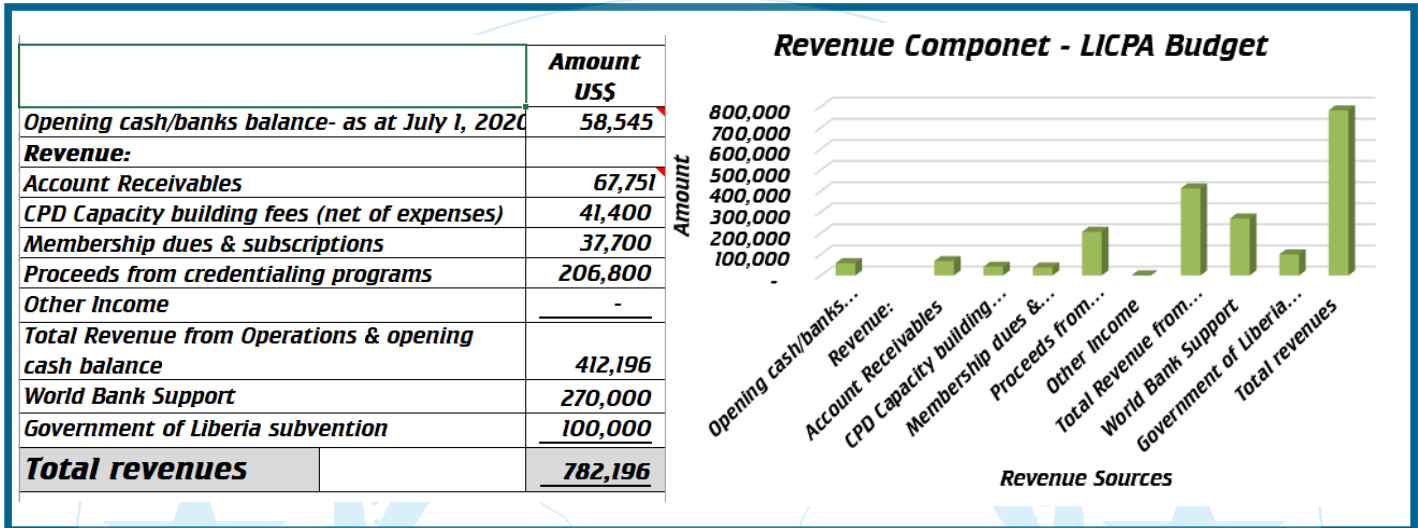 Amount
US$
Opening cash/banks balance- as at July 1, 2020 58,545
Revenue:
Account Receivables 67,751
CPD Capacity building fees (net of expenses) 41,400
Membership dues & subscriptions 37,700
Proceeds from credentialing programs 206,800
Other Income -
Total Revenue from Operations & opening
cash balance 412,196
World Bank Support 270,000
Government of Liberia subvention 100,000
Total revenues 782,196
Revenue Componet - LICPA Budget
Amount
800,000
700,000
600,000
500,000
400,000
300,000
200,000
100,000
-
Opening cash/banks...
Revenue:
Account Receivables
CPD Capacity building...
Membership dues &...
Proceeds from...
Other Income
Total Revenue from...
World Bank Support
Government of Liberia...
Total revenues
Revenue Sources